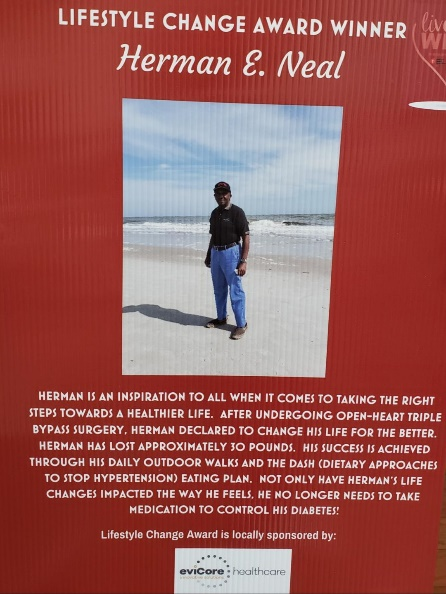 LIFESTYLE CHANGE AWARD WINNER
Herman E. Neal
HERMAN IS AN INSPIRATION TO ALL WHEN IT COMES TO TAKING THE RIGHT
STEPS TOWARDS A HEALTHIER LIFE. AFTER UNDERGOING OPEN-HEART TRIPLE
BYPASS SURGERY, HERMAN DECLARED TO CHANGE HIS LIFE FOR THE BETTER.
HERMAN HAS LOST APPROXIMATELY 30 POUNDS. HIS SUCCESS IS ACHIEVED
THROUGH HIS DAILY OUTDOOR WALKS AND THE DASH (DIETARY APPROACHES
TO STOP HYPERTENSION) EATING PLAN. NOT ONLY HAVE HERMAN'S LIFE
CHANGES IMPACTED THE WAY HE FEELS, HE NO LONGER NEEDS TO TAKE
MEDICATION TO CONTROL HIS DIABETES!
Lifestyle Change Award is locally sponsored by:
eviCore healthcare